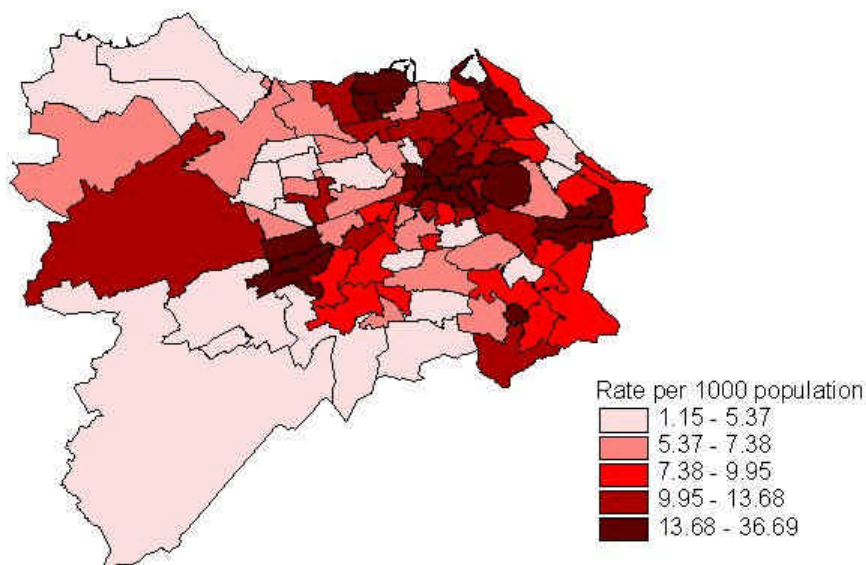 Rate per 1000 population
1.15 - 5.37
5.37 - 7.38
7.38 - 9.95
9.95 - 13.68
13.68 - 36.69